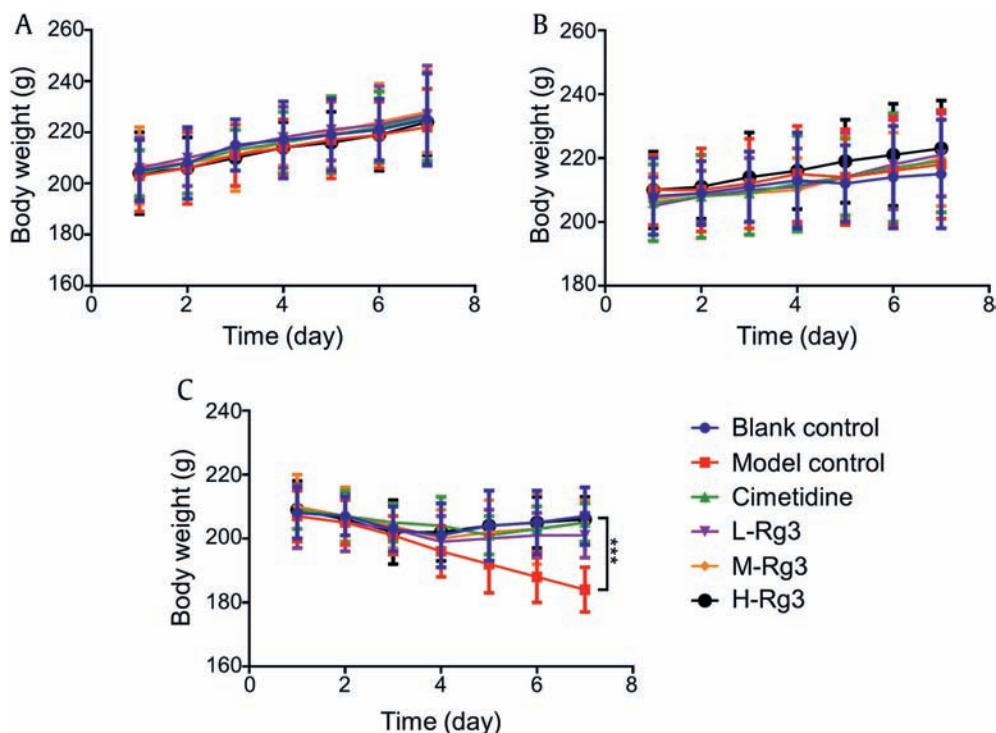 A
260
240
220
200
180
160
Body weight (g)
0
2
4
6
8
Time (day)
B
260
240
220
200
180
Body weight (g)
0
2
4
6
8
Time (day)
C
240
220
200
180
160
Body weight (g)
0
2
4
6
8
Time (day)
***
Blank control
Model control
Cimetidine
L-Rg3
M-Rg3
H-Rg3